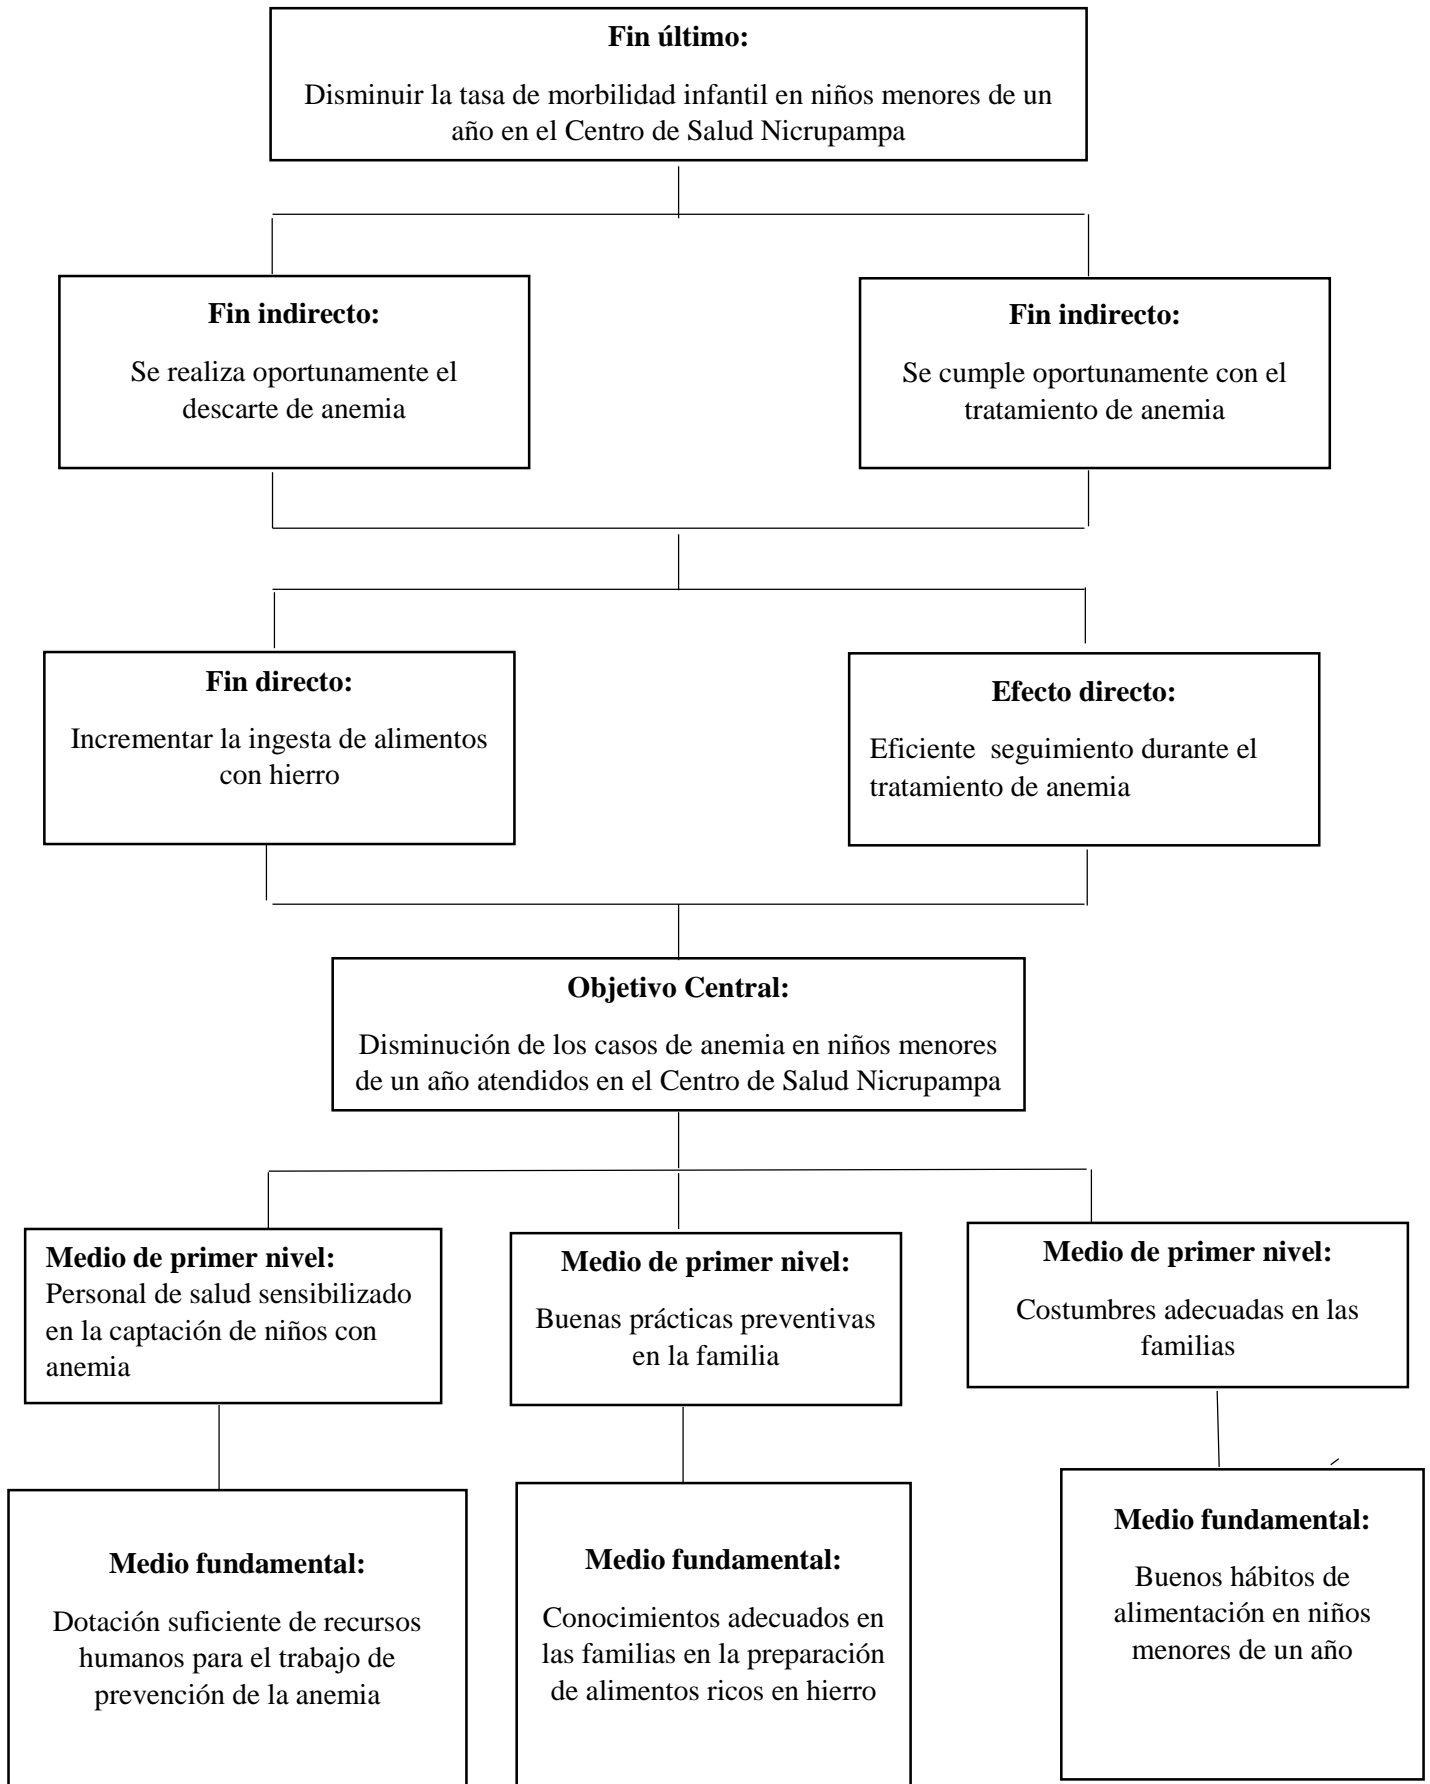 Fin último:
Disminuir la tasa de morbilidad infantil en niños menores de un
año en el Centro de Salud Nicrupampa
Fin indirecto:
Se realiza oportunamente el
descarte de anemia
Fin indirecto:
Se cumple oportunamente con el
tratamiento de anemia
Fin directo:
Incrementar la ingesta de alimentos
con hierro
Efecto directo:
Eficiente  seguimiento durante el
tratamiento de anemia
Objetivo Central:
Disminución de los casos de anemia en niños menores
de un año atendidos en el Centro de Salud Nicrupampa
Medio de primer nivel:
Personal de salud sensibilizado
en la captación de niños con
anemia
Medio de primer nivel:
Buenas prácticas preventivas
en la familia
Medio de primer nivel:
Costumbres adecuadas en las
familias
Medio fundamental:
Dotación suficiente de recursos
humanos para el trabajo de
prevención de la anemia
Medio fundamental:
Conocimientos adecuados en
las familias en la preparación
de alimentos ricos en hierro
Medio fundamental:
Buenos hábitos de
alimentación en niños
menores de un año